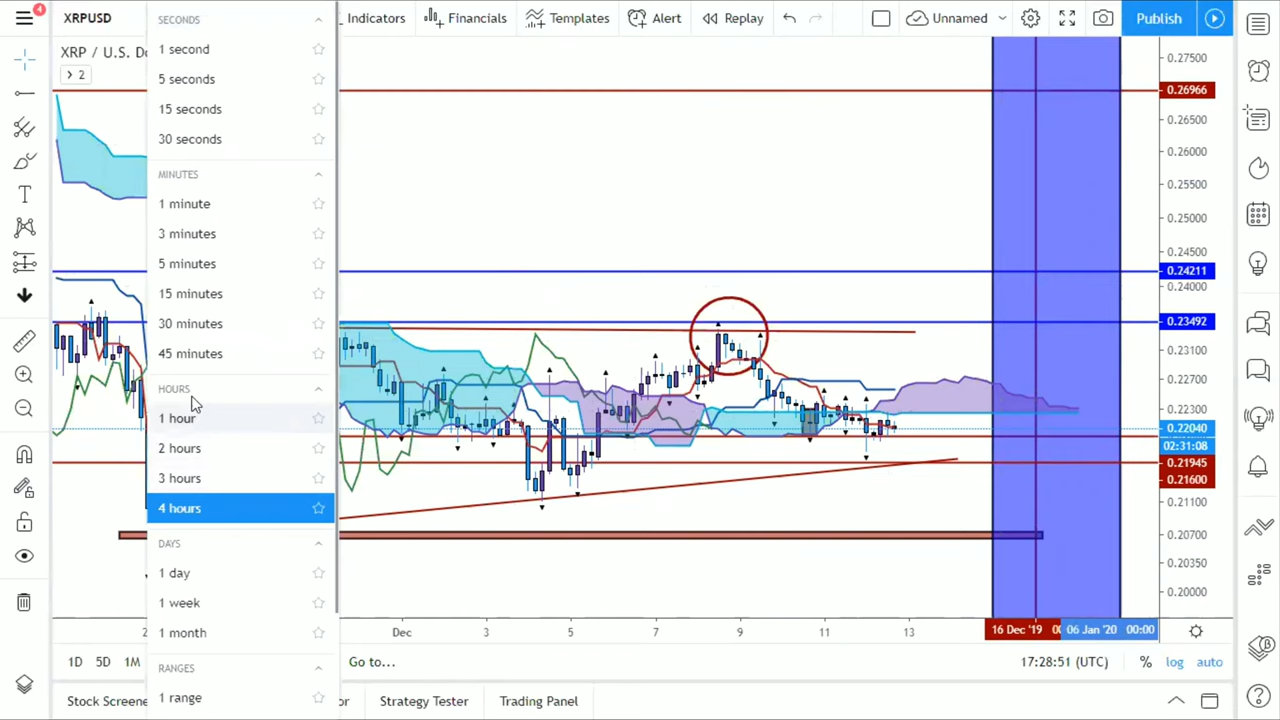 4
XRPUSD
Indicators
Financials
Templates
Alert
Replay
Unnamed
Publish
XRP / U.S. Do
2
SECONDS
1 second
5 seconds
15 seconds
30 seconds
MINUTES
1 minute
3 minutes
5 minutes
15 minutes
30 minutes
45 minutes
HOURS
1 hour
2 hours
3 hours
4 hours
DAYS
1 day
1 week
1 month
RANGES
1 range
0.27500
0.26966
0.26500
0.26000
0.25500
0.25000
0.24500
0.24211
0.24000
0.23492
0.23100
0.22700
0.22300
0.22040
02:31:08
0.21945
0.21600
0.21100
0.20700
0.20350
0.20000
2
Dec
3
5
7
9
11
13
16 Dec '19
06 Jan '20 00:00
1D
5D
1M
Go to...
17:28:51 (UTC)
%
log
auto
Stock Screene
or
Strategy Tester
Trading Panel